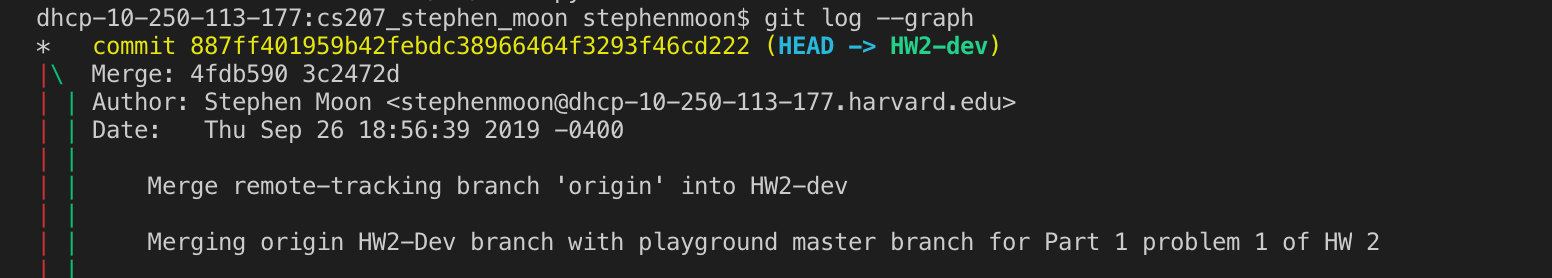 dhcp-10-250-113-177:cs207_stephen_moon stephenmoon$ git log --graph
*   commit 887ff401959b42febdc38966464f3293f46cd222 (HEAD -> HW2-dev)
|\  Merge: 4fdb590 3c2472d
| | Author: Stephen Moon <stephenmoon@dhcp-10-250-113-177.harvard.edu>
| | Date:   Thu Sep 26 18:56:39 2019 -0400
| |
| |     Merge remote-tracking branch 'origin' into HW2-dev
| |
| |     Merging origin HW2-Dev branch with playground master branch for Part 1 problem 1 of HW 2
| |